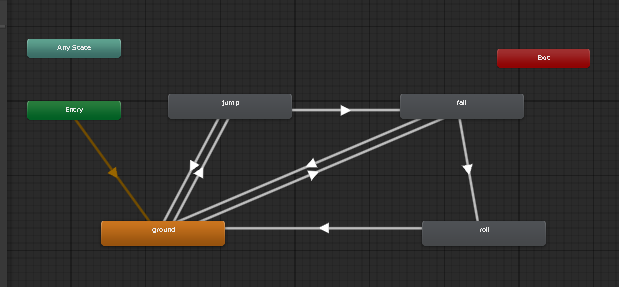 Any State
Exit
Entry
jump
fall
ground
roll